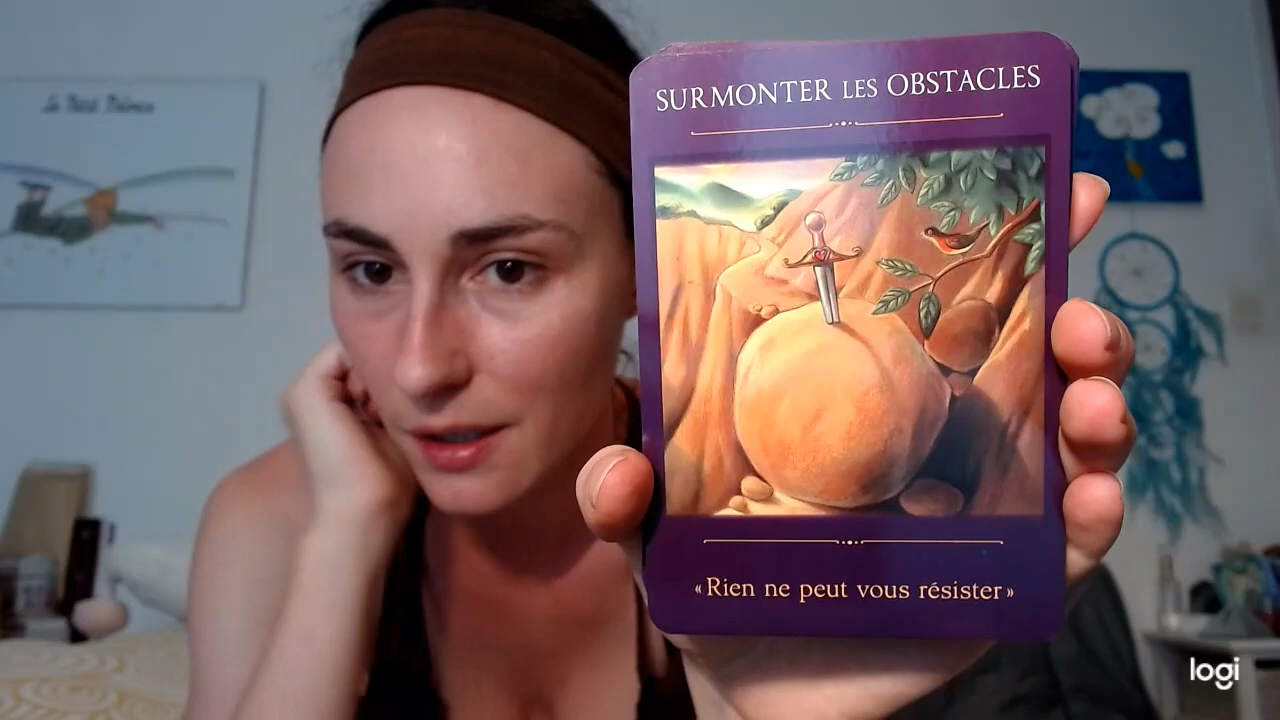 Le Petit Prince
SURMONTER LES OBSTACLES
«Rien ne peut vous résister»
logi